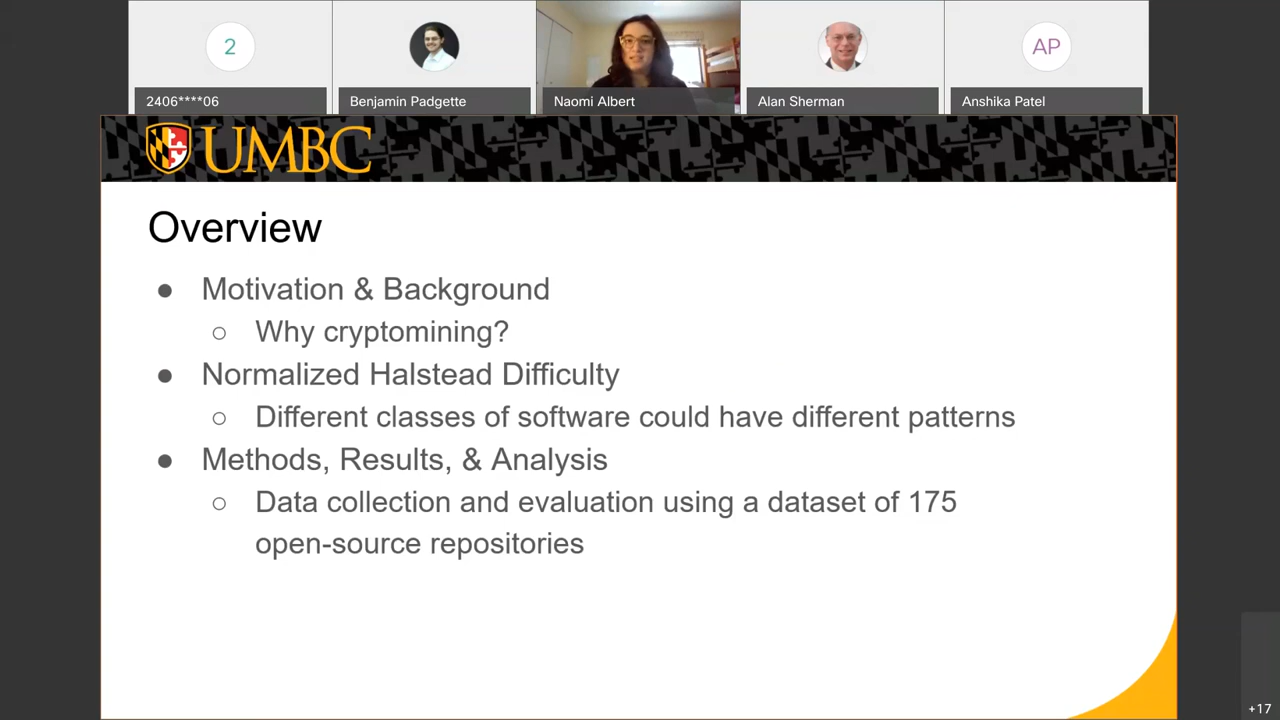 2
AP
2406****06
Benjamin Padgette
Naomi Albert
Alan Sherman
Anshika Patel
UMBC
Overview
● Motivation & Background
○ Why cryptomining?
● Normalized Halstead Difficulty
○ Different classes of software could have different patterns
● Methods, Results, & Analysis
○ Data collection and evaluation using a dataset of 175
open-source repositories
+17